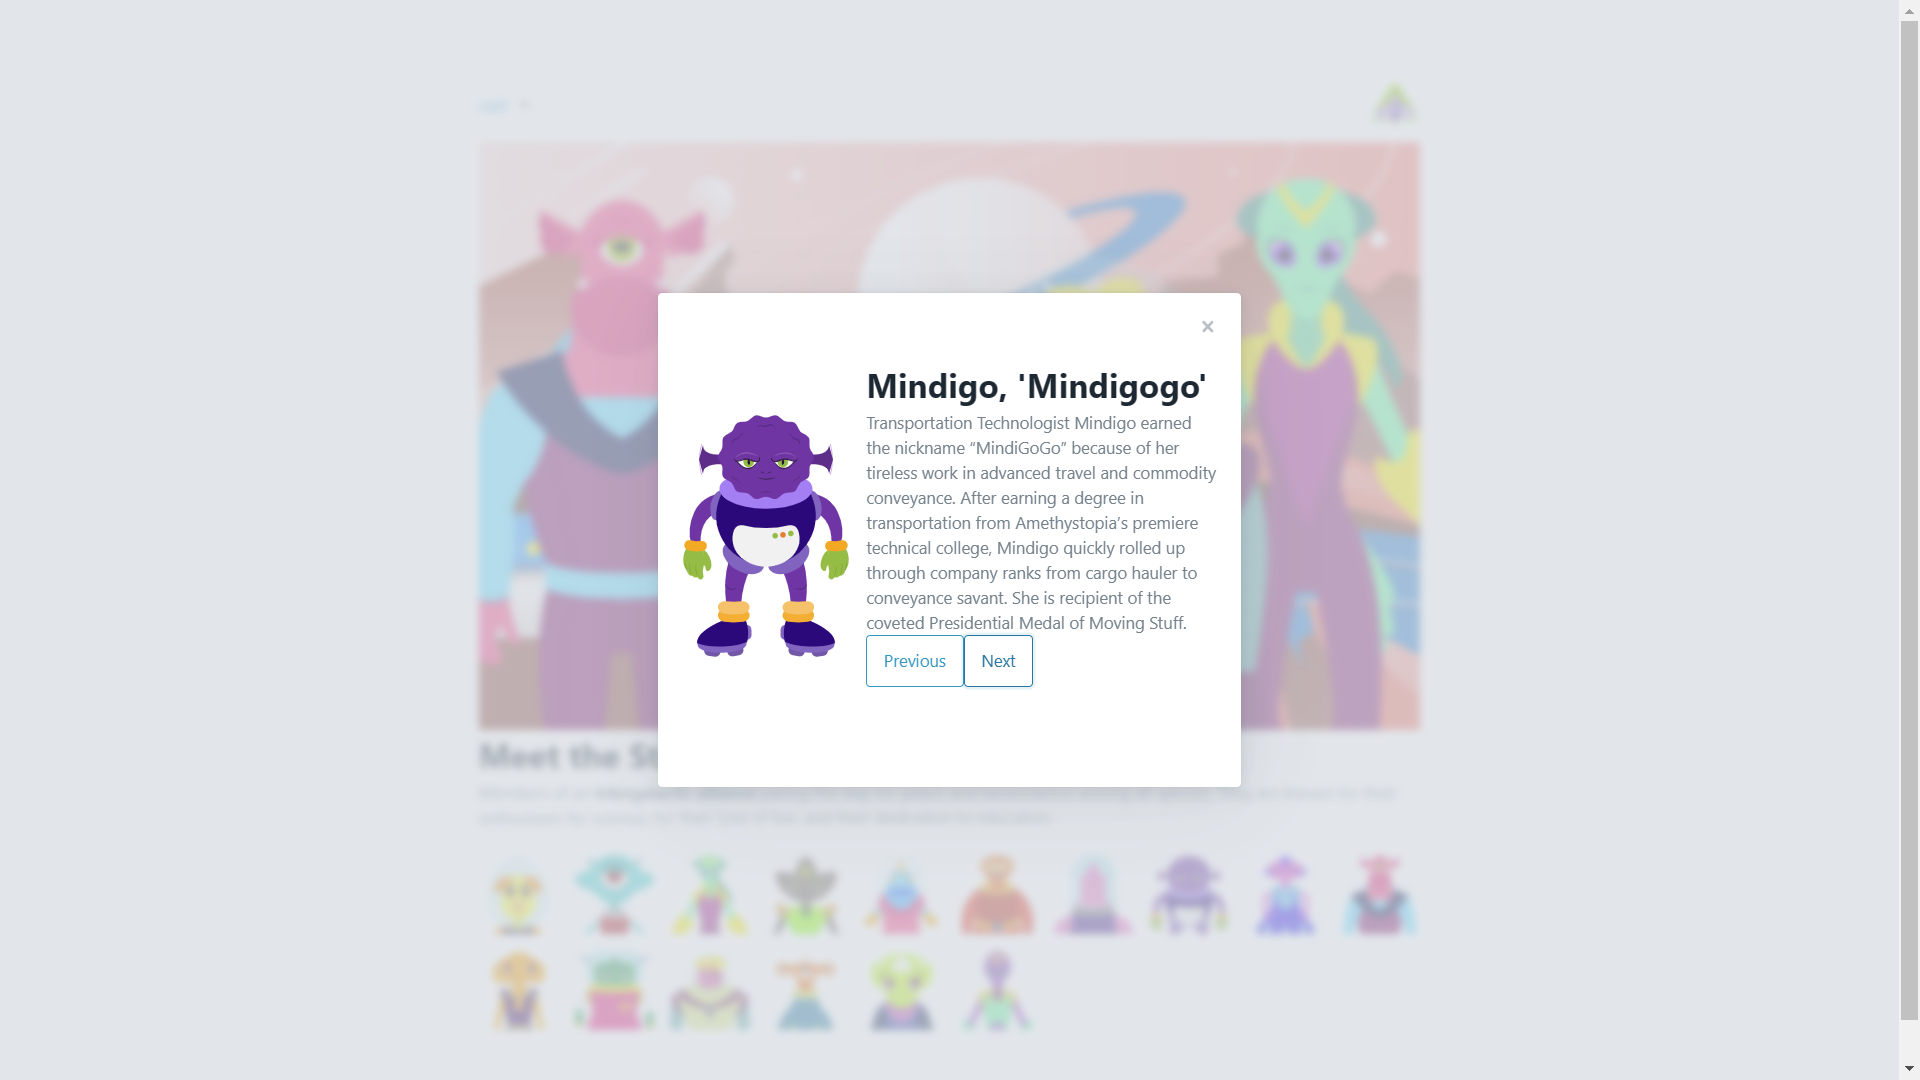 ×
Mindigo, 'Mindigogo'
Transportation Technologist Mindigo earned
the nickname “MindiGoGo” because of her
tireless work in advanced travel and commodity
conveyance. After earning a degree in
transportation from Amethystopia’s premiere
technical college, Mindigo quickly rolled up
through company ranks from cargo hauler to
conveyance savant. She is recipient of the
coveted Presidential Medal of Moving Stuff.
Previous Next
Meet the